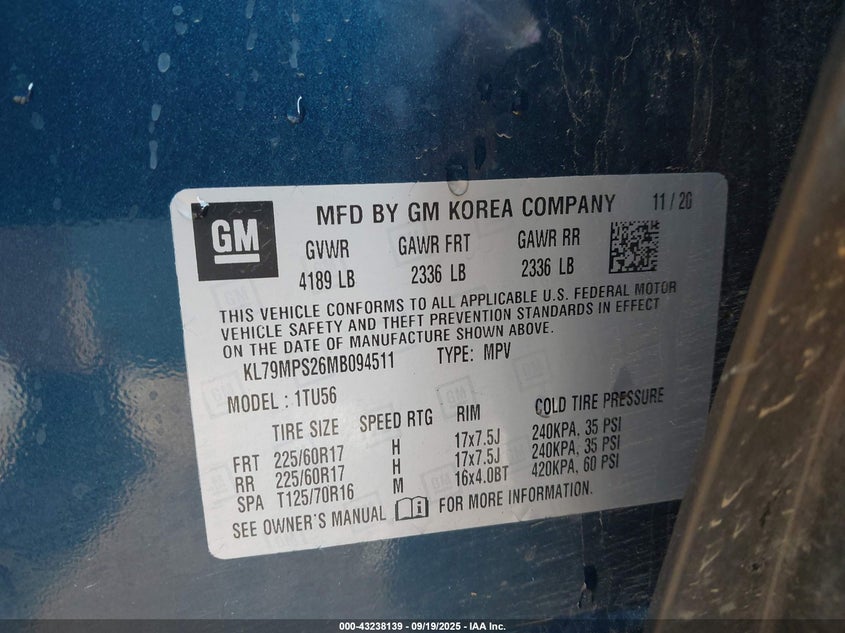 GM
MFD BY GM KOREA COMPANY 11 / 20
GVWR GAWR FRT GAWR RR
4189 LB 2336 LB 2336 LB
THIS VEHICLE CONFORMS TO ALL APPLICABLE U.S. FEDERAL MOTOR
VEHICLE SAFETY AND THEFT PREVENTION STANDARDS IN EFFECT
ON THE DATE OF MANUFACTURE SHOWN ABOVE.
KL79MPS26MB094511 TYPE: MPV
MODEL : 1TU56
TIRE SIZE SPEED RTG RIM COLD TIRE PRESSURE
FRT 225/60R17 H 17x7.5J 240KPA, 35 PSI
RR 225/60R17 H 17x7.5J 240KPA, 35 PSI
SPA T125/70R16 M 16x4.0BT 420KPA, 60 PSI
SEE OWNER'S MANUAL FOR MORE INFORMATION.
000-43238139 - 09/19/2025 - IAA Inc.